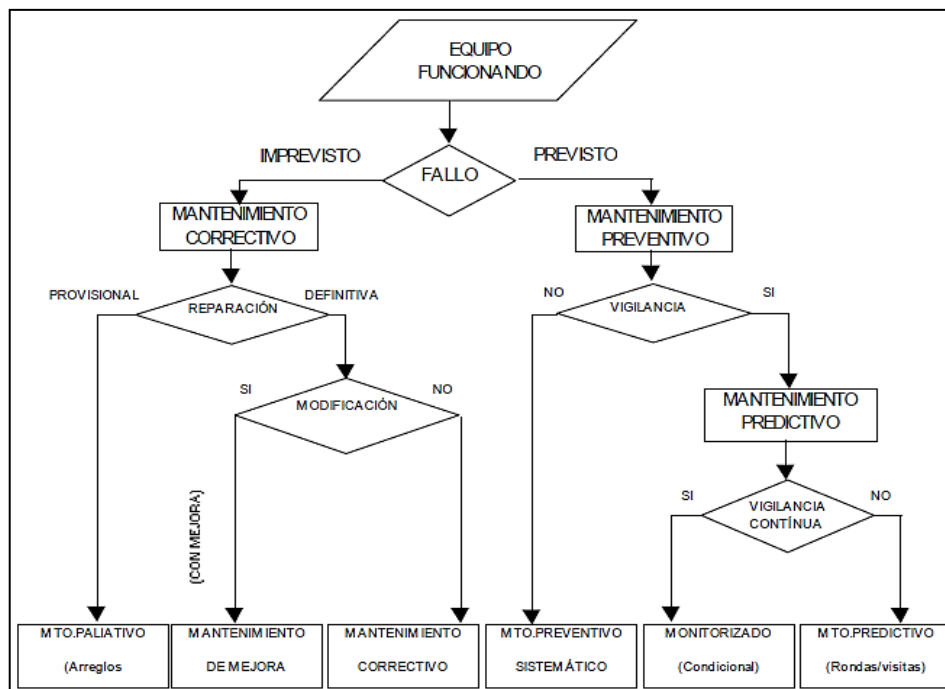 EQUIPO
FUNCIONANDO
IMPREVISTO
PREVISTO
FALLO
MANTENIMIENTO
CORRECTIVO
MANTENIMIENTO
PREVENTIVO
PROVISIONAL
DEFINITIVA
REPARACIÓN
NO
SI
VIGILANCIA
SI
NO
MODIFICACIÓN
MANTENIMIENTO
PREDICTIVO
(CON MEJORA)
SI
NO
VIGILANCIA
CONTÍNUA
MTO.PALIATIVO
(Arreglos
MANTENIMIENTO
DE MEJORA
MANTENIMIENTO
CORRECTIVO
MTO.PREVENTIVO
SISTEMÁTICO
MONITORIZADO
(Condicional)
MTO.PREDICTIVO
(Rondas/visitas)